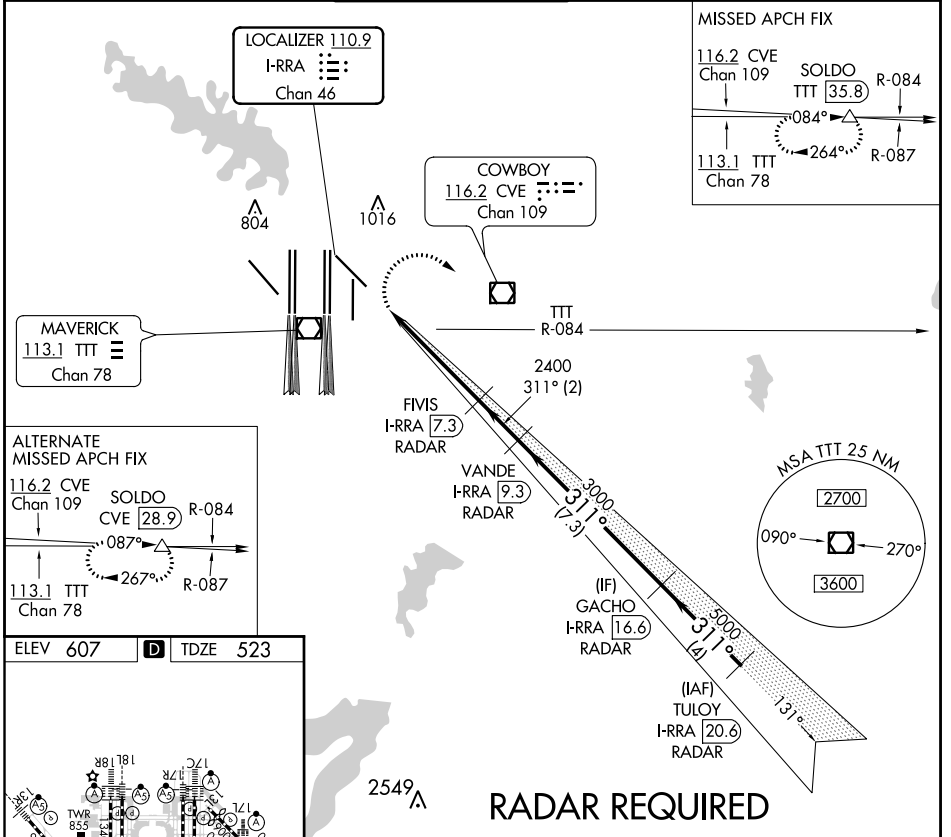 LOCALIZER 110.9
I-RRA
Chan 46
MISSED APCH FIX
116.2 CVE
Chan 109
SOLDO
TTT 35.8
R-084
084°
264°
R-087
113.1 TTT
Chan 78
COWBOY
116.2 CVE
Chan 109
804
1016
MAVERICK
113.1 TTT
Chan 78
TTT
R-084
2400
311° (2)
FIVIS
I-RRA 7.3
RADAR
VANDE
I-RRA 9.3
RADAR
3000
311°
(7.3)
(IF)
GACHO
I-RRA 16.6
RADAR
5000
311°
(4)
(IAF)
TULOY
I-RRA 20.6
RADAR
131°
MSA TTT 25 NM
2700
090°
270°
3600
ALTERNATE
MISSED APCH FIX
116.2 CVE
Chan 109
SOLDO
CVE 28.9
R-084
087°
267°
R-087
113.1 TTT
Chan 78
ELEV 607
D
TDZE 523
18R
18L
17R
17C
17L
A
A5
A5
A
A5
A
P
P
P
P
TWR
855
134
2549
RADAR REQUIRED